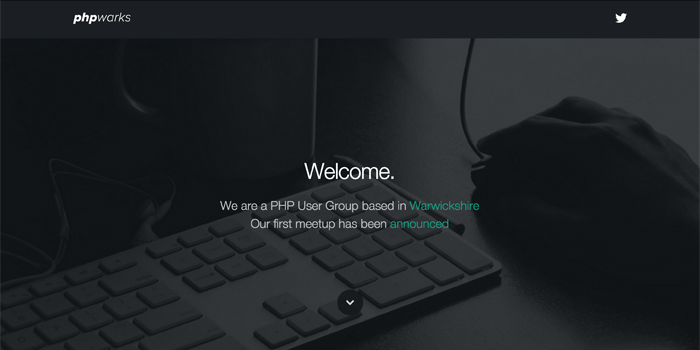 phpwarks
Welcome.
We are a PHP User Group based in Warwickshire
Our first meetup has been announced